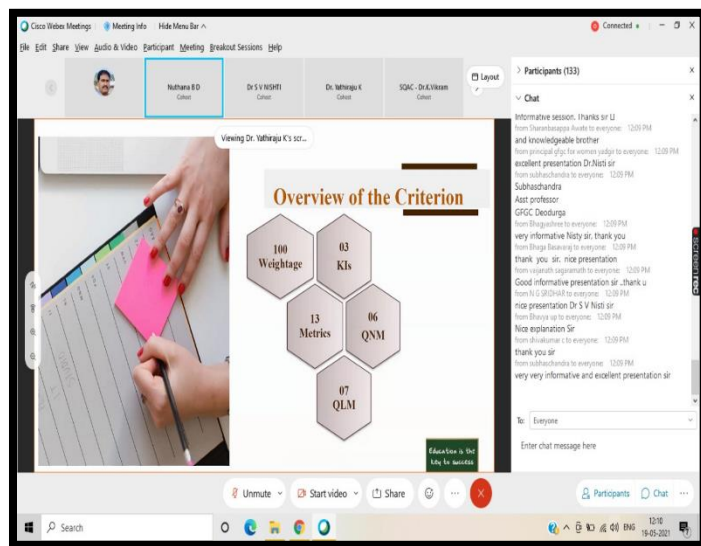 Cisco Webex Meetings
Meeting Info
Hide Menu Bar
Connected
File Edit Share View Audio & Video Participant Meeting Breakout Sessions Help
Nuthana B D
Cohost
Dr S V NISHTI
Cohost
Dr. Yathiraju K
Cohost
SQAC - Dr.K.Vikram
Cohost
Layout
Viewing Dr. Yathiraju K's scr...
Overview of the Criterion
100
Weightage
03
KIs
13
Metrics
06
QNM
07
QLM
Education is the
key to success
Participants (133)
Chat
Informative session. Thanks sir
from Sharanbasappa Awate to everyone: 12:09 PM
and knowledgeable brother
from principal gfgc for women yadgir to everyone: 12:09 PM
excellent presentation Dr.Nisti sir
from subhaschandra to everyone: 12:09 PM
Subhaschandra
Asst professor
GFGC Deodurga
from Bhagyashree to everyone: 12:09 PM
very informative Nisty sir, thank you
from Bhaga Basavaraj to everyone: 12:09 PM
thank you sir. nice presentation
from vaijanath sagaramath to everyone: 12:09 PM
Good informative presentation sir ..thank u
from N G SRIDHAR to everyone: 12:09 PM
nice presentation Dr S V Nisti sir
from Bhavya up to everyone: 12:09 PM
Nice explanation Sir
from shivakumar c to everyone: 12:09 PM
thank you sir
from subhaschandra to everyone: 12:09 PM
very very informative and excellent presentation sir
To: Everyone
Enter chat message here
screenrec
Unmute
Start video
Share
Participants
Chat
Search
ENG
12:10
19-05-2021